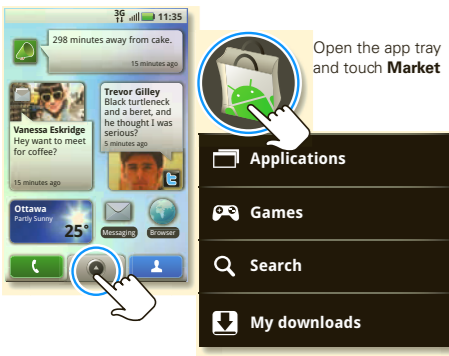 3G 11:35
298 minutes away from cake.
15 minutes ago
Vanessa Eskridge
Hey want to meet
for coffee?
15 minutes ago
Trevor Gilley
Black turtleneck
and a beret, and
he thought I was
serious?
5 minutes ago
Ottawa
Partly Sunny
25°
Messaging
Browser
Open the app tray
and touch Market
Applications
Games
Search
My downloads